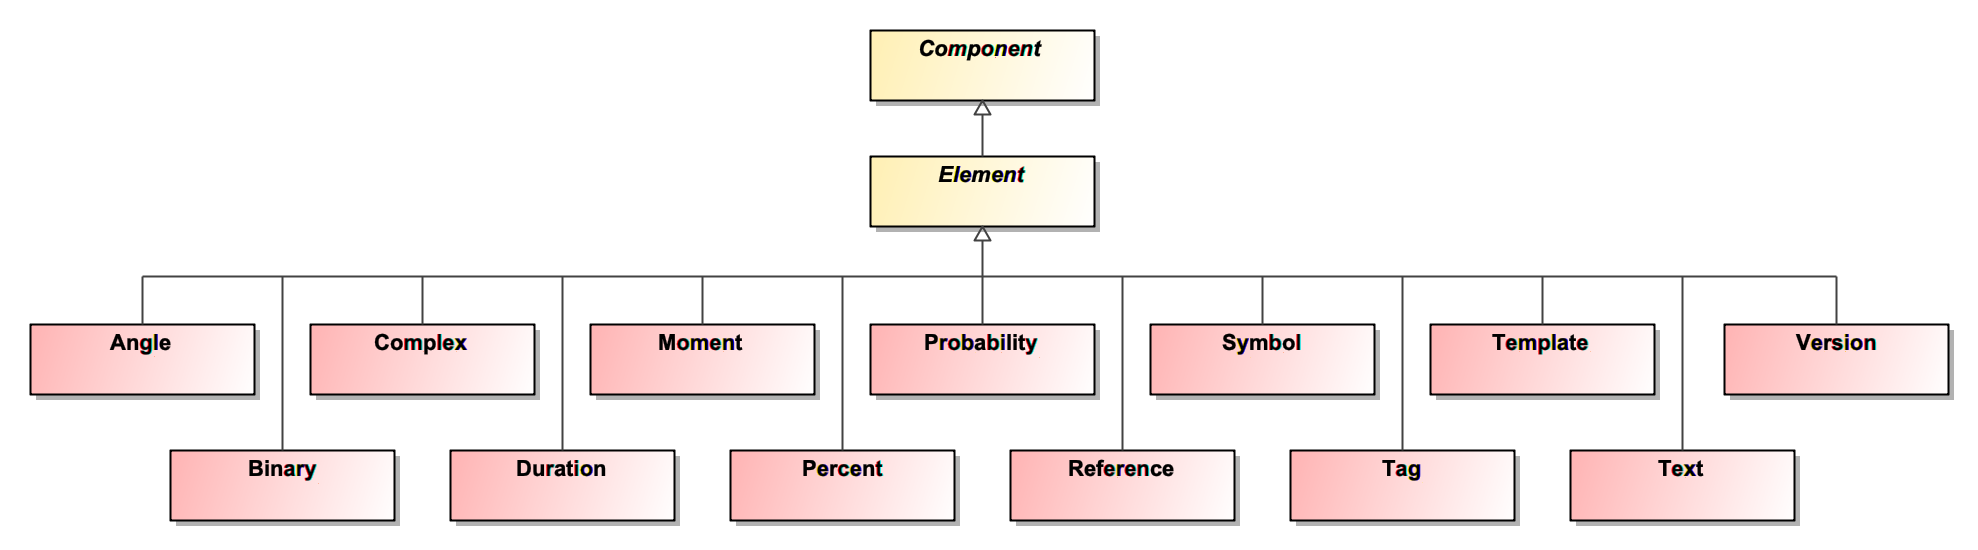 Component
Element
Angle
Complex
Moment
Probability
Symbol
Template
Version
Binary
Duration
Percent
Reference
Tag
Text